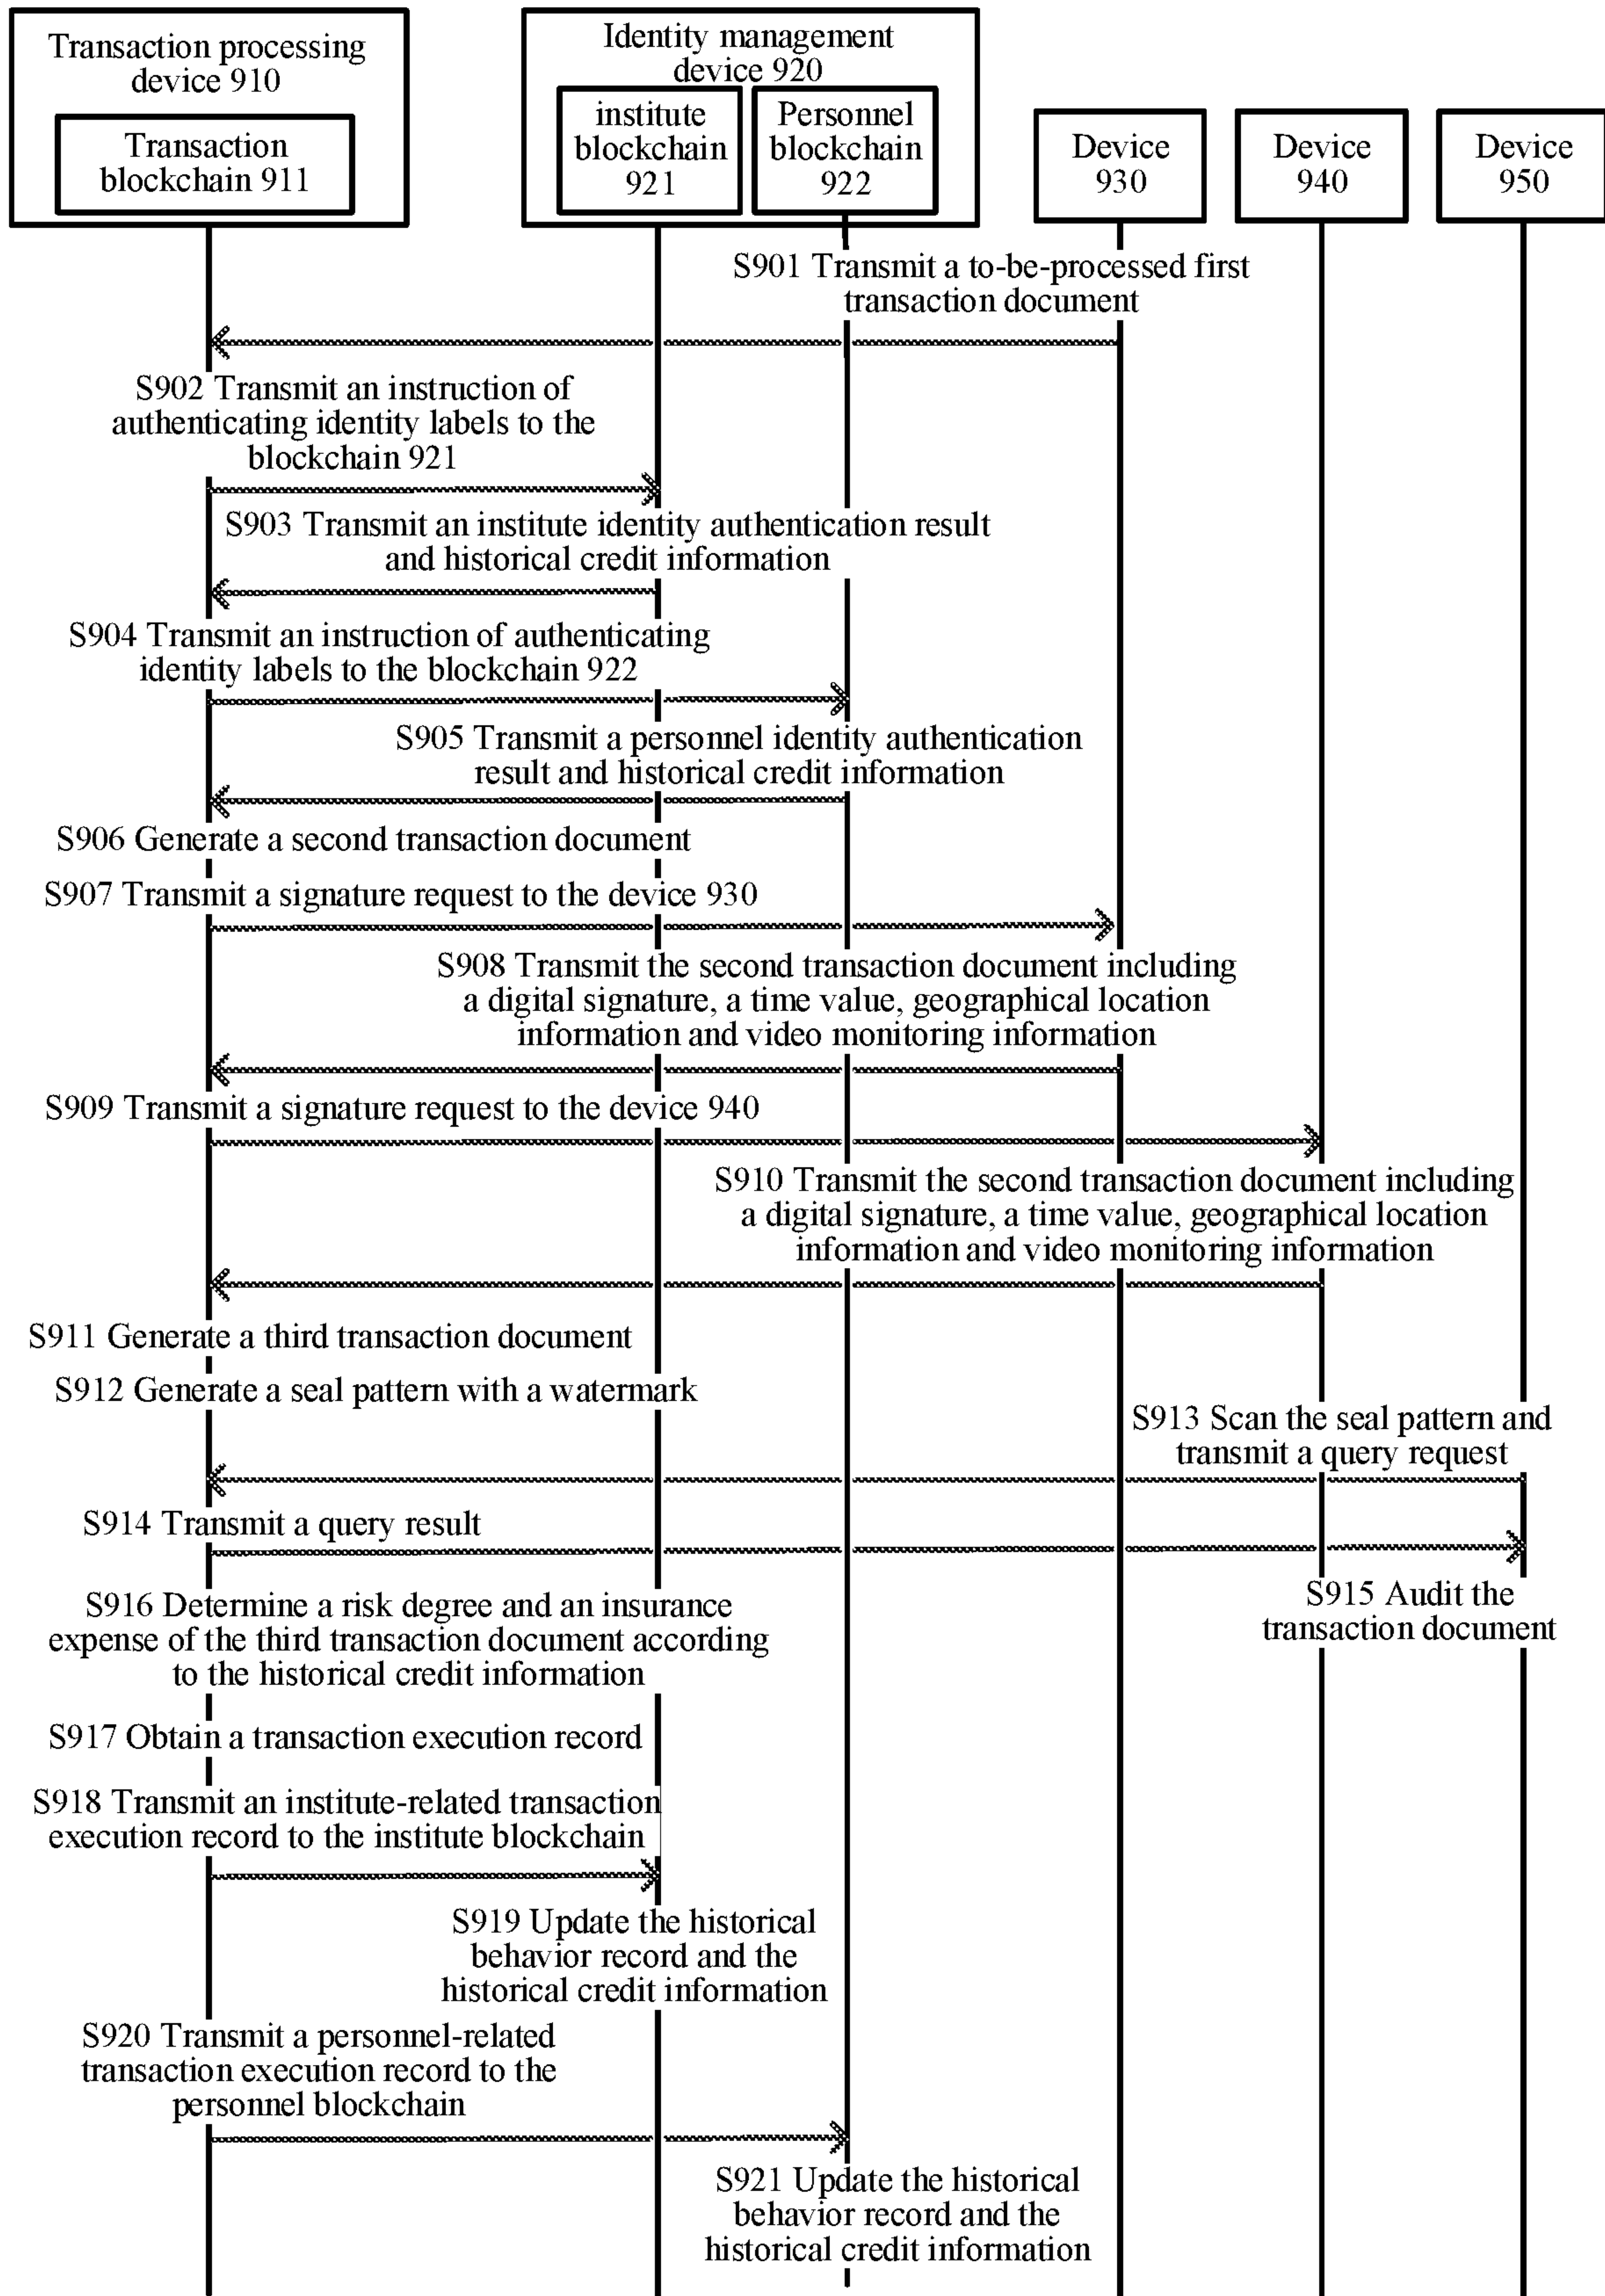 Transaction processing
device 910
Transaction
blockchain 911
Identity management
device 920
institute
blockchain
921
Personnel
blockchain
922
Device
930
Device
940
Device
950
S901 Transmit a to-be-processed first
transaction document
S902 Transmit an instruction of
authenticating identity labels to the
blockchain 921
S903 Transmit an institute identity authentication result
and historical credit information
S904 Transmit an instruction of authenticating
identity labels to the blockchain 922
S905 Transmit a personnel identity authentication
result and historical credit information
S906 Generate a second transaction document
S907 Transmit a signature request to the device 930
S908 Transmit the second transaction document including
a digital signature, a time value, geographical location
information and video monitoring information
S909 Transmit a signature request to the device 940
S910 Transmit the second transaction document including
a digital signature, a time value, geographical location
information and video monitoring information
S911 Generate a third transaction document
S912 Generate a seal pattern with a watermark
S913 Scan the seal pattern and
transmit a query request
S914 Transmit a query result
S915 Audit the
transaction document
S916 Determine a risk degree and an insurance
expense of the third transaction document according
to the historical credit information
S917 Obtain a transaction execution record
S918 Transmit an institute-related transaction
execution record to the institute blockchain
S919 Update the historical
behavior record and the
historical credit information
S920 Transmit a personnel-related
transaction execution record to the
personnel blockchain
S921 Update the historical
behavior record and the
historical credit information